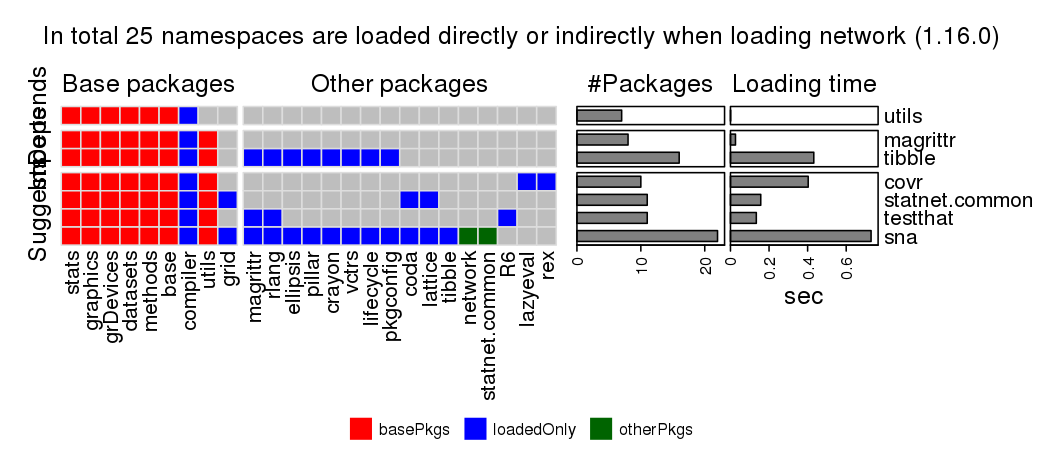 In total 25 namespaces are loaded directly or indirectly when loading network (1.16.0)
Base packages
Other packages
#Packages
Loading time
Depends
Suggests
utils
magrittr
tibble
covr
statnet.common
testthat
sna
stats
graphics
grDevices
datasets
methods
base
compiler
utils
grid
magrittr
rlang
ellipsis
pillar
crayon
vctrs
lifecycle
pkgconfig
coda
lattice
tibble
network
statnet.common
R6
lazyeval
rex
0
10
20
0
0.2
0.4
0.6
sec
basePkgs
loadedOnly
otherPkgs